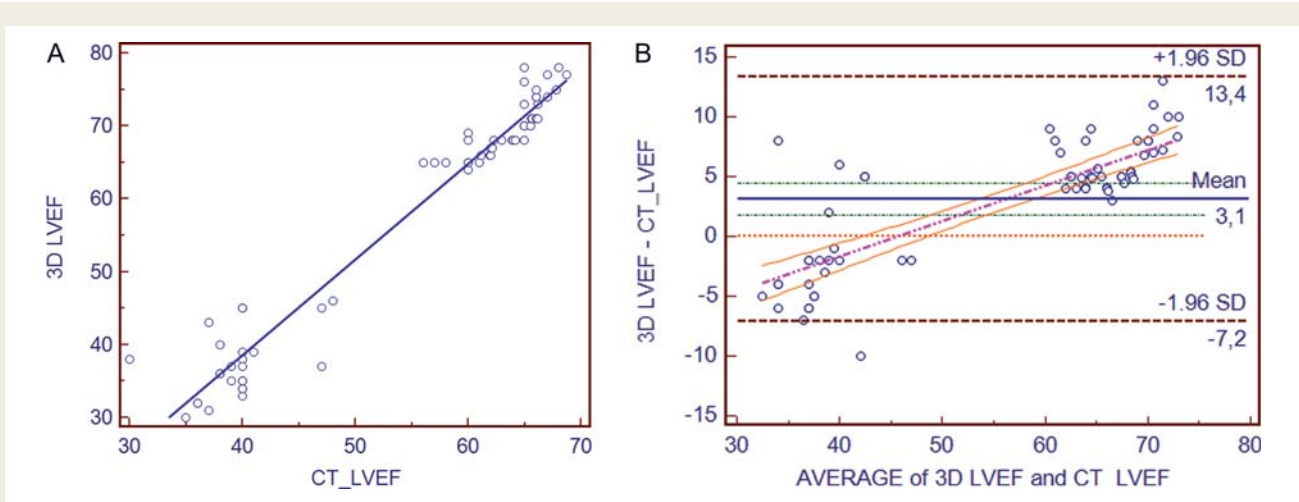 A
80
70
60
50
40
30
3D LVEF
30 40 50 60 70
CT_LVEF
B
15
10
5
0
-5
-10
-15
3D LVEF - CT_LVEF
+1.96 SD
13,4
Mean
3,1
-1.96 SD
-7,2
30 40 50 60 70 80
AVERAGE of 3D LVEF and CT LVEF